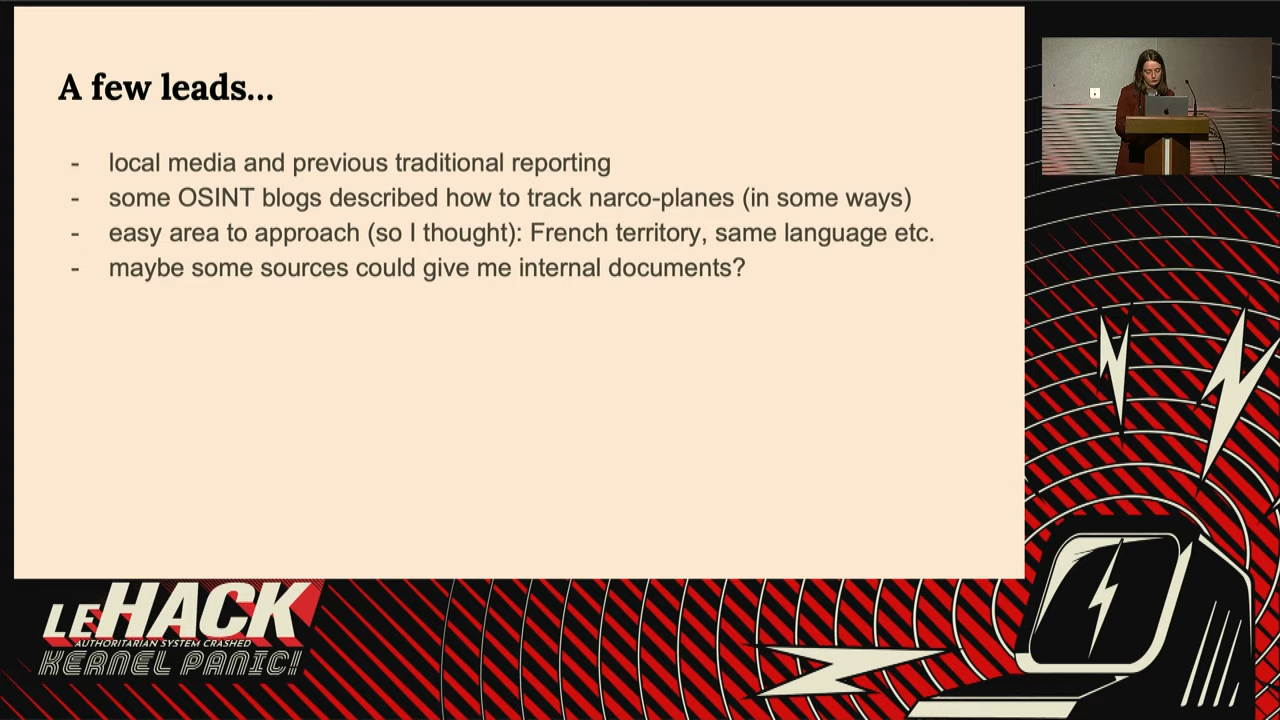 A few leads...
- local media and previous traditional reporting
- some OSINT blogs described how to track narco-planes (in some ways)
- easy area to approach (so I thought): French territory, same language etc.
- maybe some sources could give me internal documents?
LEHACK
AUTHORITARIAN SYSTEM CRASHED
KERNEL PANIC!